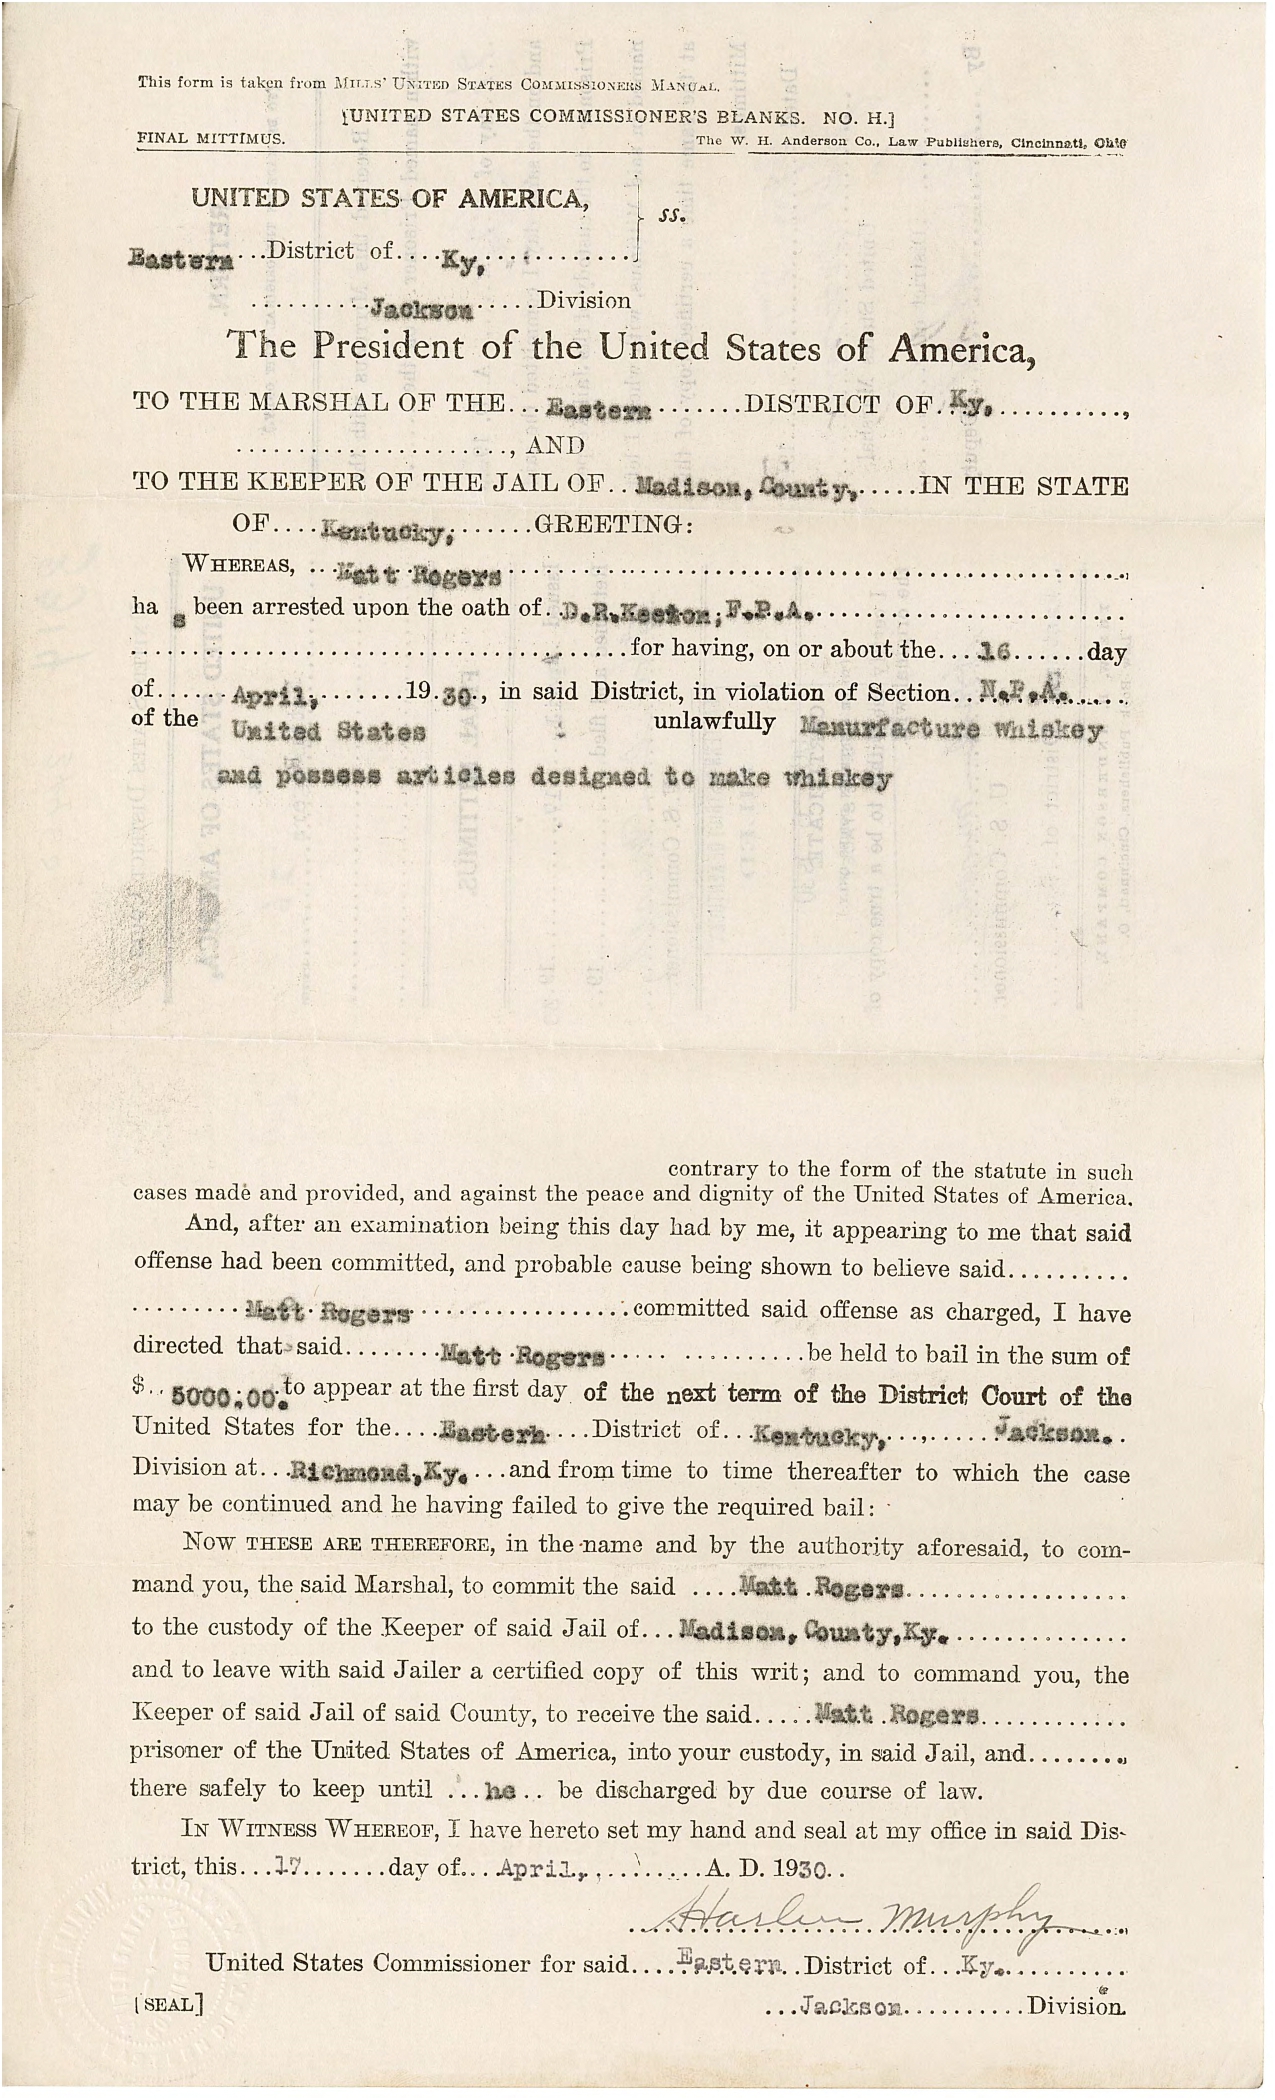 This form is taken from MILLS' UNITED STATES COMMISSIONERS MANUAL.
[UNITED STATES COMMISSIONER'S BLANKS. NO. H.]
FINAL MITTIMUS. The W. H. Anderson Co., Law Publishers, Cincinnati, Ohio
UNITED STATES OF AMERICA, } ss.
Eastern...District of....Ky,.............
..........Jackson.....Division
The President of the United States of America,
TO THE MARSHAL OF THE...Eastern.......DISTRICT OF.Ky...........,
......................, AND
TO THE KEEPER OF THE JAIL OF..Madison, County,.....IN THE STATE
OF....Kentucky,.......GREETING:
WHEREAS, ...Matt Rogers..........................................
ha s been arrested upon the oath of..D.R.Keeton, F.P.A...........................
..........................................for having, on or about the....16......day
of.......April,........19.30., in said District, in violation of Section..N.P.A......
of the United States unlawfully Manurfacture whiskey
and possess articles designed to make whiskey
contrary to the form of the statute in such
cases made and provided, and against the peace and dignity of the United States of America.
And, after an examination being this day had by me, it appearing to me that said
offense had been committed, and probable cause being shown to believe said..........
.........Matt Rogers....................committed said offense as charged, I have
directed that said........Matt Rogers..... ..........be held to bail in the sum of
$..5000.00.to appear at the first day of the next term of the District Court of the
United States for the....Eastern....District of...Kentucky,...,.....Jackson..
Division at...Richmond,Ky....and from time to time thereafter to which the case
may be continued and he having failed to give the required bail:
NOW THESE ARE THEREFORE, in the name and by the authority aforesaid, to com-
mand you, the said Marshal, to commit the said ....Matt Rogers...................
to the custody of the Keeper of said Jail of...Madison, County,Ky...............
and to leave with said Jailer a certified copy of this writ; and to command you, the
Keeper of said Jail of said County, to receive the said.....Matt Rogers............
prisoner of the United States of America, into your custody, in said Jail, and........,
there safely to keep until ...he.. be discharged by due course of law.
IN WITNESS WHEREOF, I have hereto set my hand and seal at my office in said Dis-
trict, this...17.......day of...April,..........A. D. 1930..
Harlen Murphy
United States Commissioner for said....Eastern..District of...Ky...........
[SEAL] ...Jackson...........Division